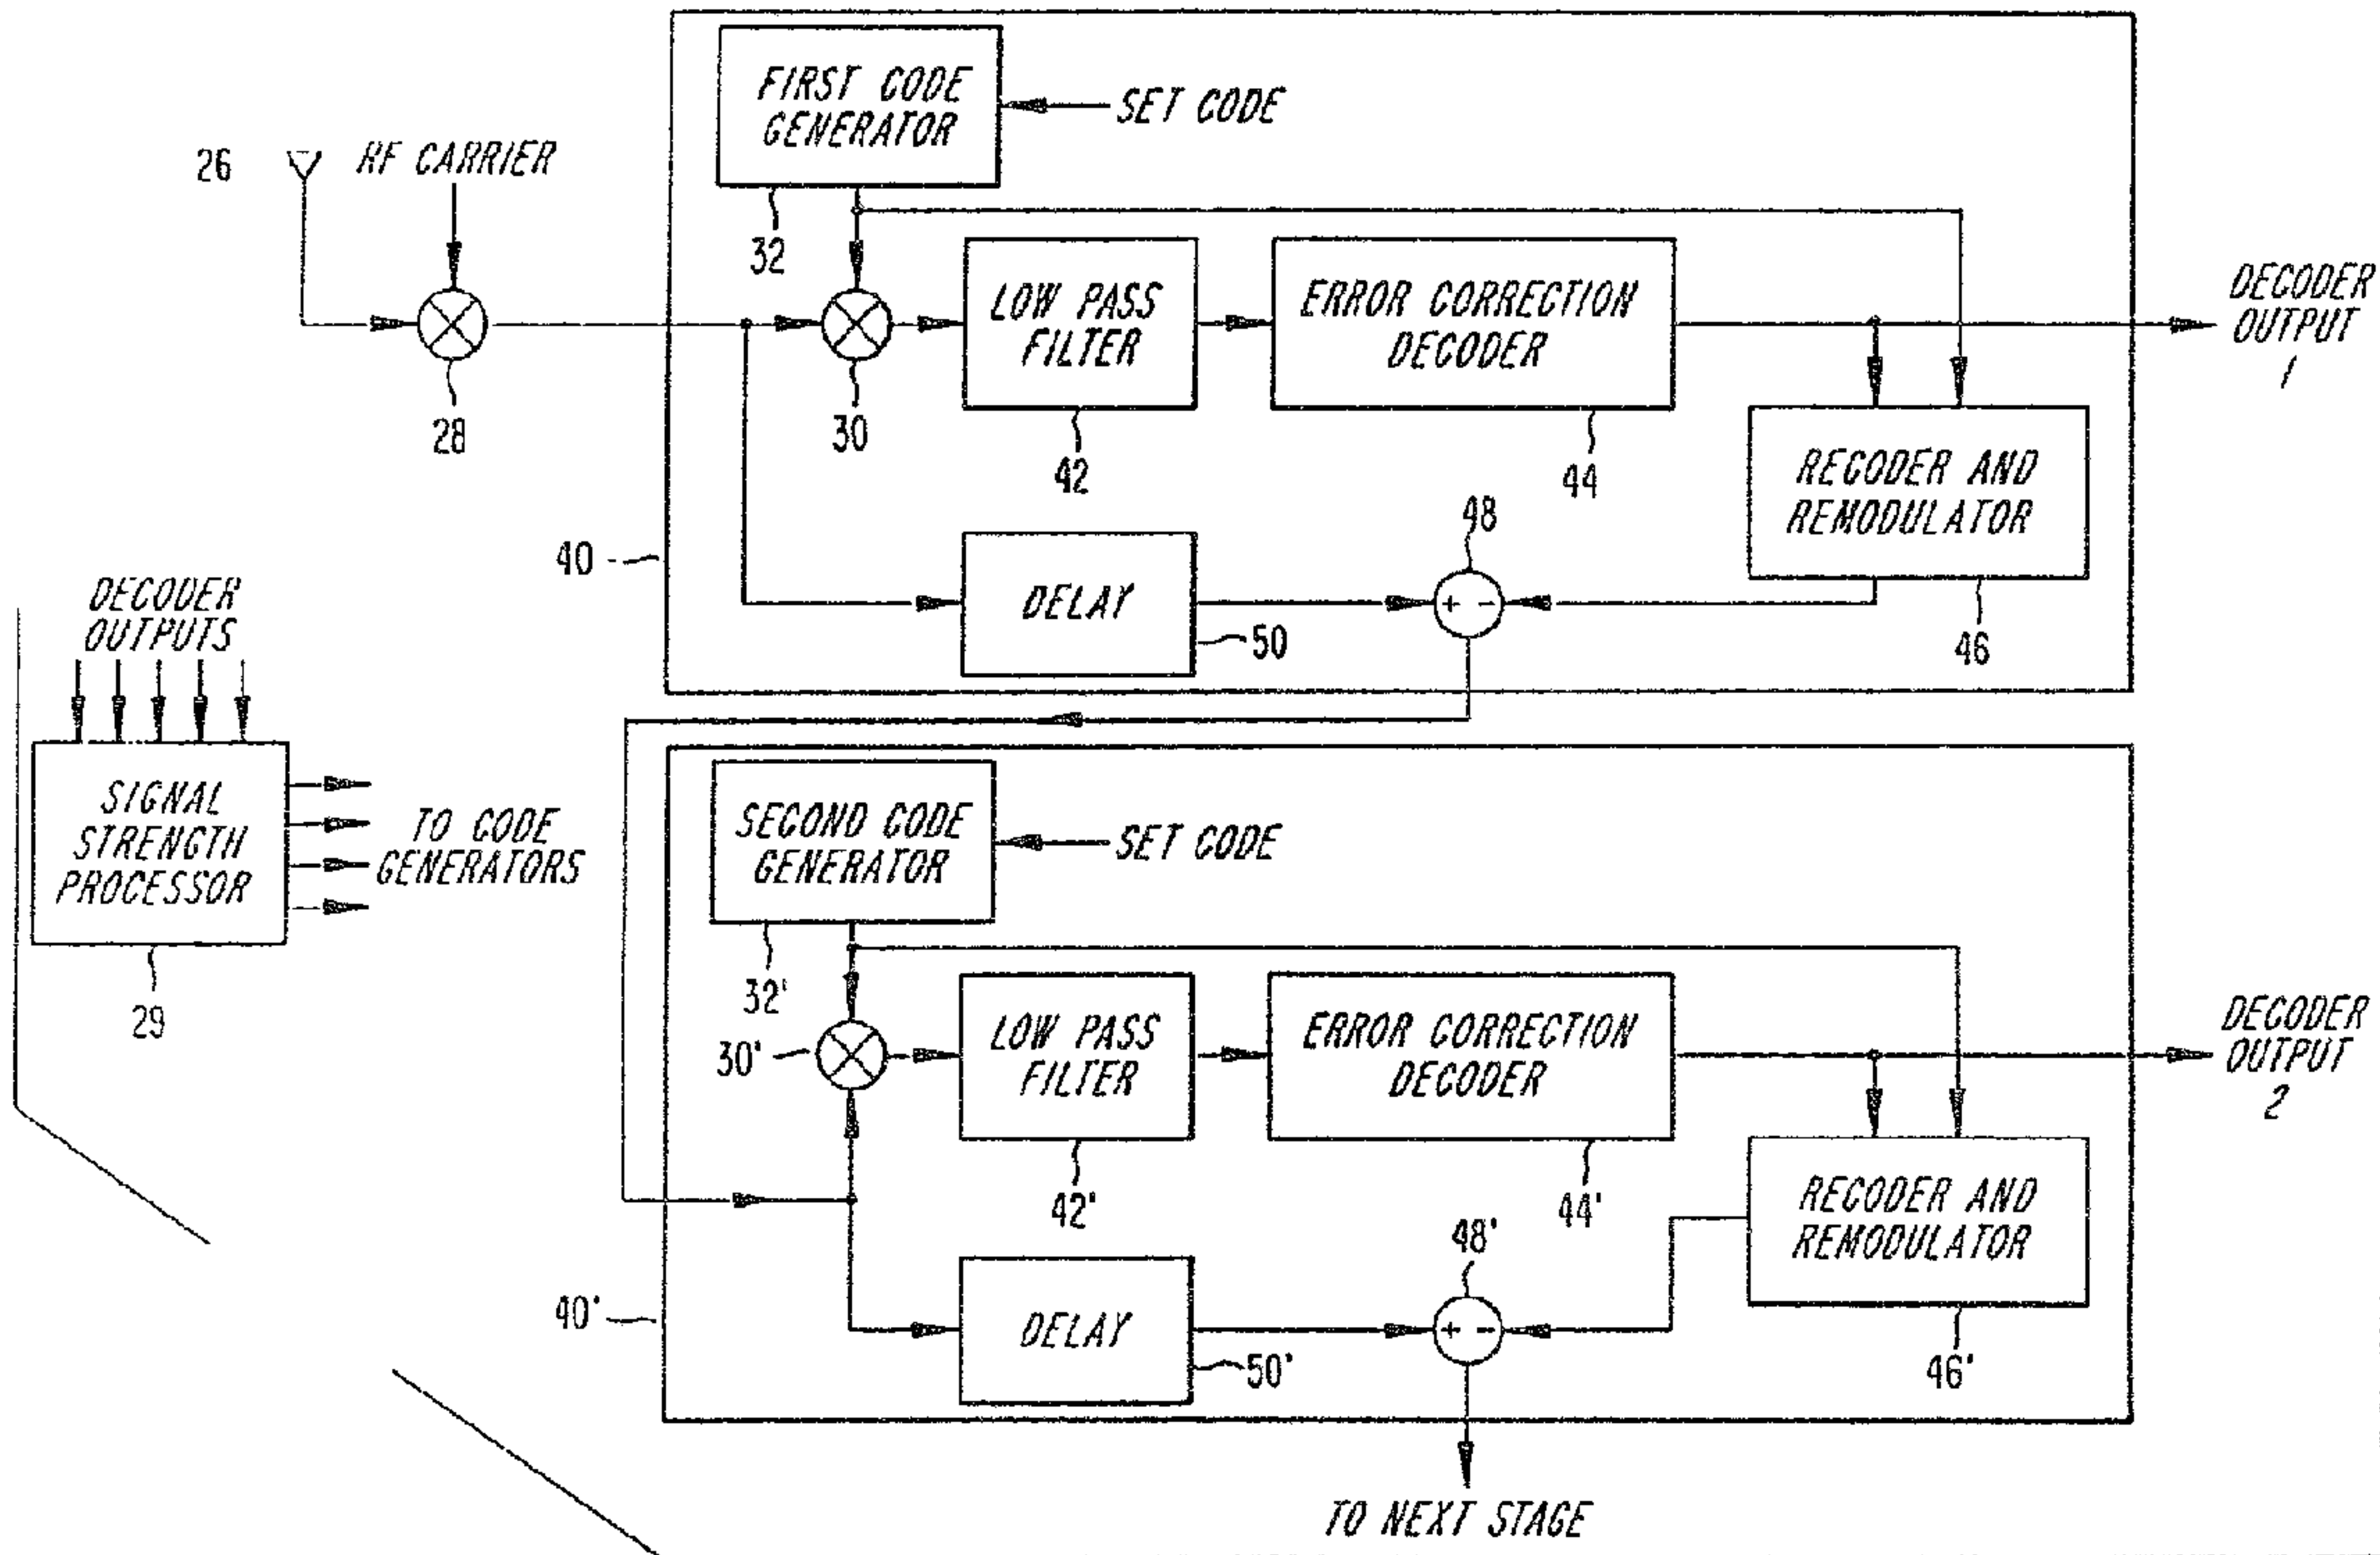 FIRST CODE
GENERATOR
SET CODE
26
RF CARRIER
32
28
30
LOW PASS
FILTER
42
ERROR CORRECTION
DECODER
44
DECODER
OUTPUT
1
RECODER AND
REMODULATOR
46
40
DELAY
50
48
DECODER
OUTPUTS
SIGNAL
STRENGTH
PROCESSOR
29
TO CODE
GENERATORS
SECOND CODE
GENERATOR
SET CODE
32'
30'
LOW PASS
FILTER
42'
ERROR CORRECTION
DECODER
44'
DECODER
OUTPUT
2
RECODER AND
REMODULATOR
46'
40'
DELAY
50'
48'
TO NEXT STAGE